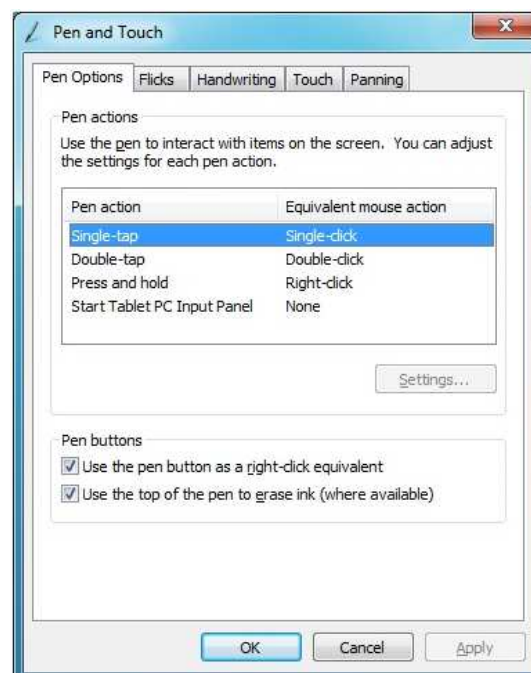 Pen and Touch
Pen Options Flicks Handwriting Touch Panning
Pen actions
Use the pen to interact with items on the screen. You can adjust
the settings for each pen action.
Pen action Equivalent mouse action
Single-tap Single-click
Double-tap Double-click
Press and hold Right-click
Start Tablet PC Input Panel None
Settings...
Pen buttons
Use the pen button as a right-click equivalent
Use the top of the pen to erase ink (where available)
OK Cancel Apply